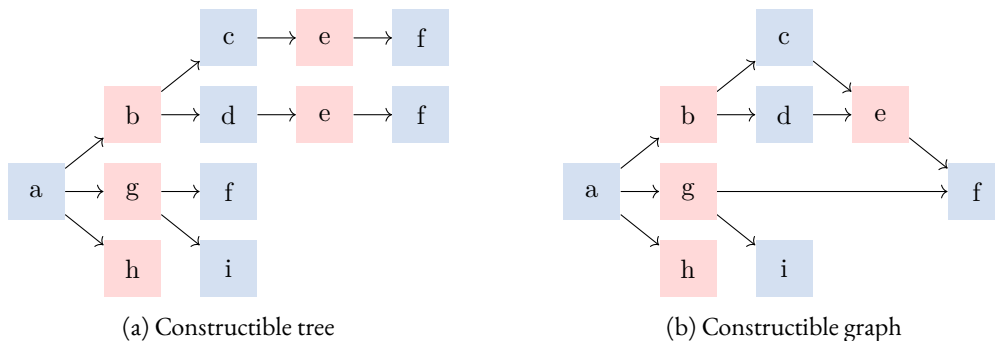 c e f
b d e f
a g f
h i
(a) Constructible tree
c
b d e
a g f
h i
(b) Constructible graph